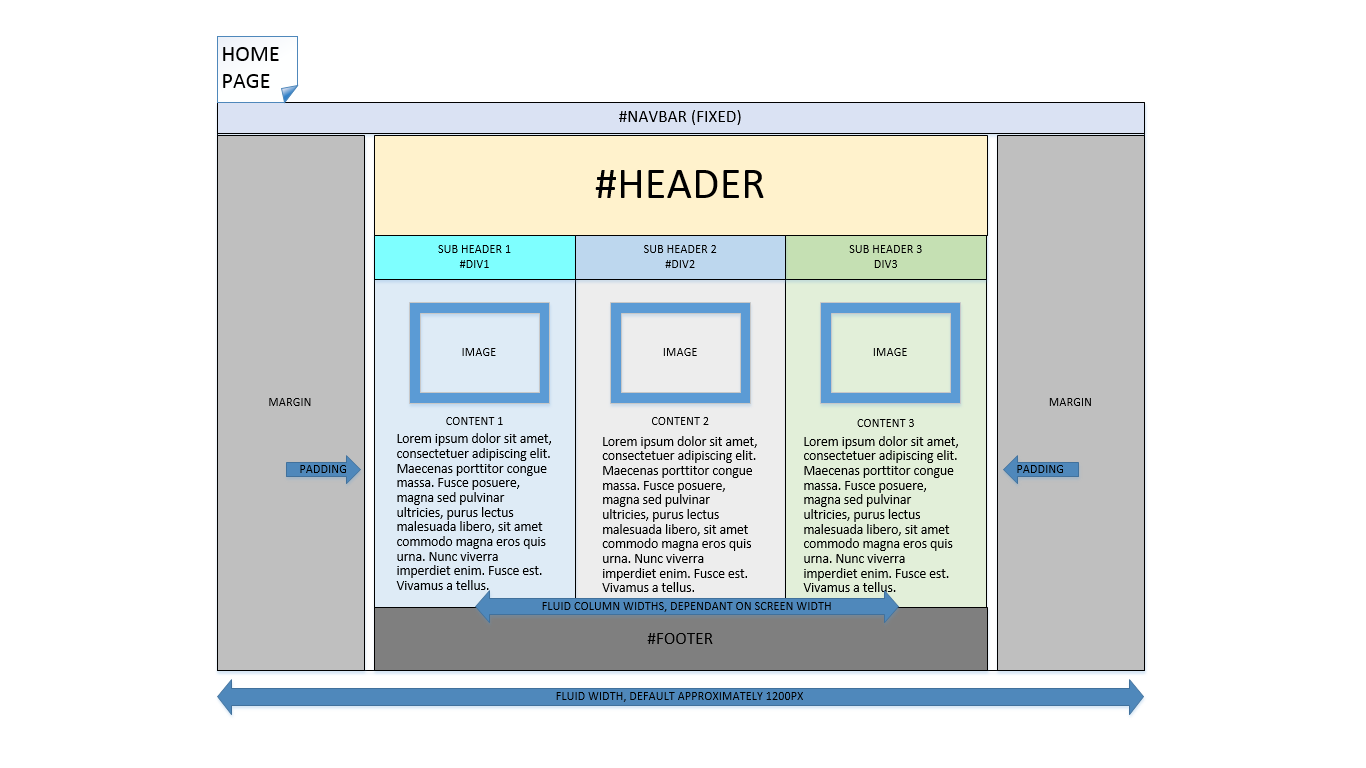 HOME
PAGE
#NAVBAR (FIXED)
#HEADER
SUB HEADER 1
#DIV1
SUB HEADER 2
#DIV2
SUB HEADER 3
DIV3
IMAGE
IMAGE
IMAGE
MARGIN
PADDING
CONTENT 1
Lorem ipsum dolor sit amet,
consectetuer adipiscing elit.
Maecenas porttitor congue
massa. Fusce posuere,
magna sed pulvinar
ultricies, purus lectus
malesuada libero, sit amet
commodo magna eros quis
urna. Nunc viverra
imperdiet enim. Fusce est.
Vivamus a tellus.
CONTENT 2
Lorem ipsum dolor sit amet,
consectetuer adipiscing elit.
Maecenas porttitor congue
massa. Fusce posuere,
magna sed pulvinar
ultricies, purus lectus
malesuada libero, sit amet
commodo magna eros quis
urna. Nunc viverra
imperdiet enim. Fusce est.
Vivamus a tellus.
CONTENT 3
Lorem ipsum dolor sit amet,
consectetuer adipiscing elit.
Maecenas porttitor congue
massa. Fusce posuere,
magna sed pulvinar
ultricies, purus lectus
malesuada libero, sit amet
commodo magna eros quis
urna. Nunc viverra
imperdiet enim. Fusce est.
Vivamus a tellus.
MARGIN
PADDING
FLUID COLUMN WIDTHS, DEPENDANT ON SCREEN WIDTH
#FOOTER
FLUID WIDTH, DEFAULT APPROXIMATELY 1200PX